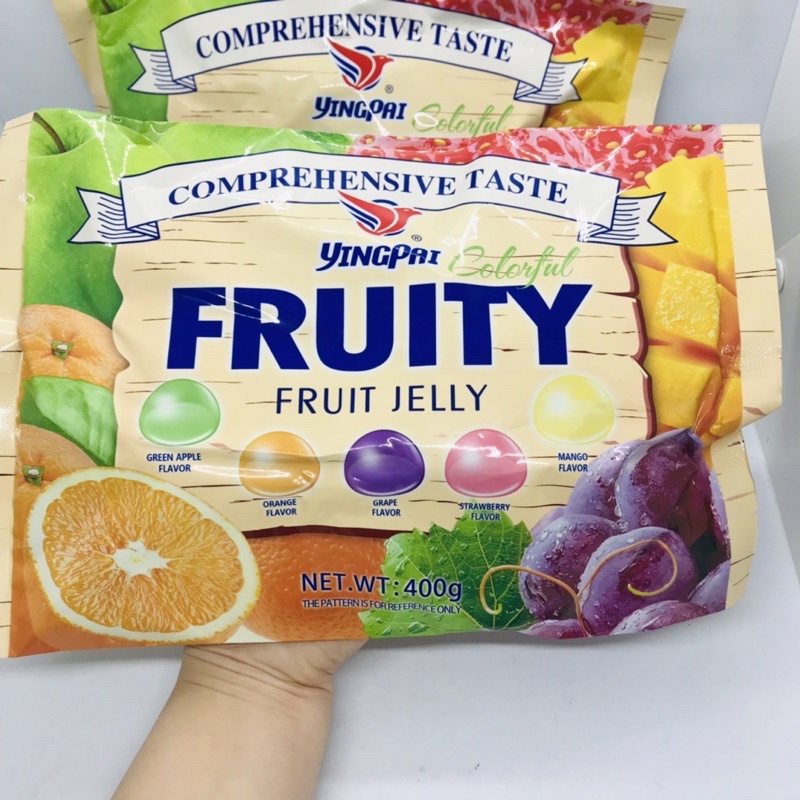 COMPREHENSIVE TASTE
®
YINGPAI Colorful
COMPREHENSIVE TASTE
®
YINGPAI Colorful
FRUITY
FRUIT JELLY
GREEN APPLE
FLAVOR
ORANGE
FLAVOR
GRAPE
FLAVOR
STRAWBERRY
FLAVOR
MANGO
FLAVOR
NET.WT:400g
THE PATTERN IS FOR REFERENCE ONLY